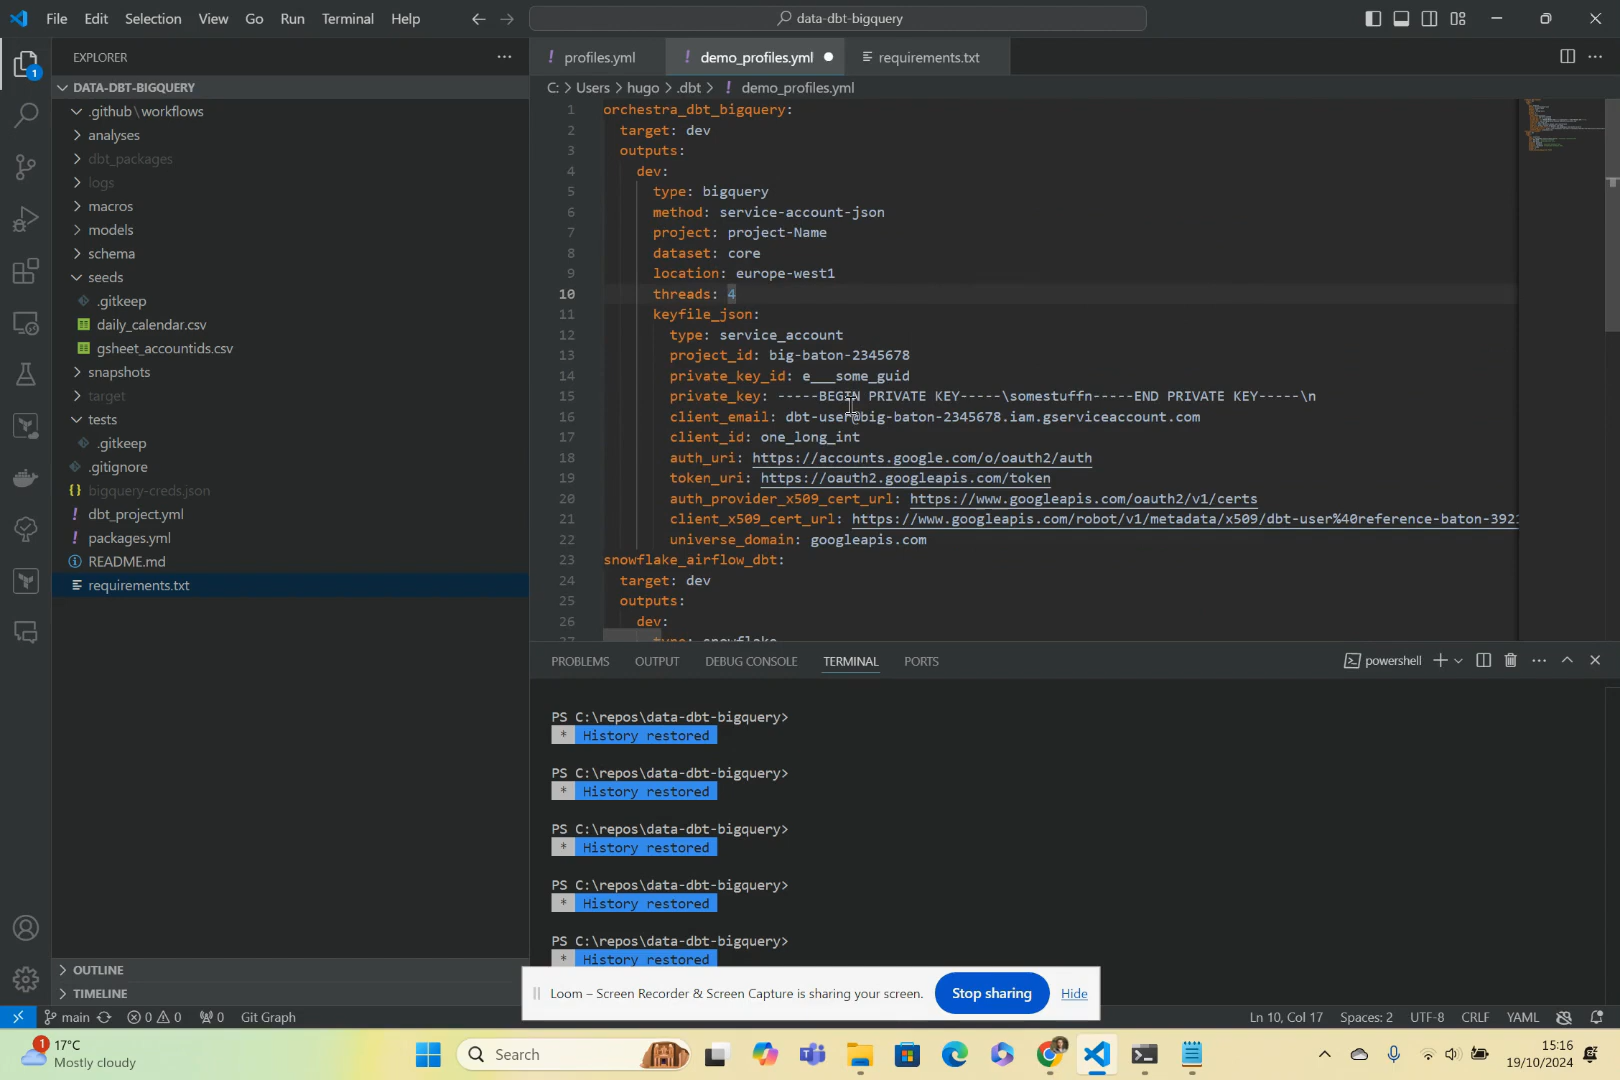 File Edit Selection View Go Run Terminal Help
data-dbt-bigquery
EXPLORER
1
DATA-DBT-BIGQUERY
.github\workflows
analyses
dbt_packages
logs
macros
models
schema
seeds
.gitkeep
daily_calendar.csv
gsheet_accountids.csv
snapshots
target
tests
.gitkeep
.gitignore
bigquery-creds.json
dbt_project.yml
packages.yml
README.md
requirements.txt
OUTLINE
TIMELINE
profiles.yml demo_profiles.yml requirements.txt
C: > Users > hugo > .dbt > ! demo_profiles.yml
1 orchestra_dbt_bigquery:
2 target: dev
3 outputs:
4 dev:
5 type: bigquery
6 method: service-account-json
7 project: project-Name
8 dataset: core
9 location: europe-west1
10 threads: 4
11 keyfile_json:
12 type: service_account
13 project_id: big-baton-2345678
14 private_key_id: e___some_guid
15 private_key: -----BEGIN PRIVATE KEY-----\somestuffn-----END PRIVATE KEY-----\n
16 client_email: dbt-user@big-baton-2345678.iam.gserviceaccount.com
17 client_id: one_long_int
18 auth_uri: https://accounts.google.com/o/oauth2/auth
19 token_uri: https://oauth2.googleapis.com/token
20 auth_provider_x509_cert_url: https://www.googleapis.com/oauth2/v1/certs
21 client_x509_cert_url: https://www.googleapis.com/robot/v1/metadata/x509/dbt-user%40reference-baton-392
22 universe_domain: googleapis.com
23 snowflake_airflow_dbt:
24 target: dev
25 outputs:
26 dev:
27 type: snowflake
PROBLEMS OUTPUT DEBUG CONSOLE TERMINAL PORTS
powershell
PS C:\repos\data-dbt-bigquery>
* History restored
PS C:\repos\data-dbt-bigquery>
* History restored
PS C:\repos\data-dbt-bigquery>
* History restored
PS C:\repos\data-dbt-bigquery>
* History restored
PS C:\repos\data-dbt-bigquery>
* History restored
Loom – Screen Recorder & Screen Capture is sharing your screen. Stop sharing Hide
main 0 0 0 Git Graph
Ln 10, Col 17 Spaces: 2 UTF-8 CRLF YAML
1
17°C
Mostly cloudy
Search
15:16
19/10/2024